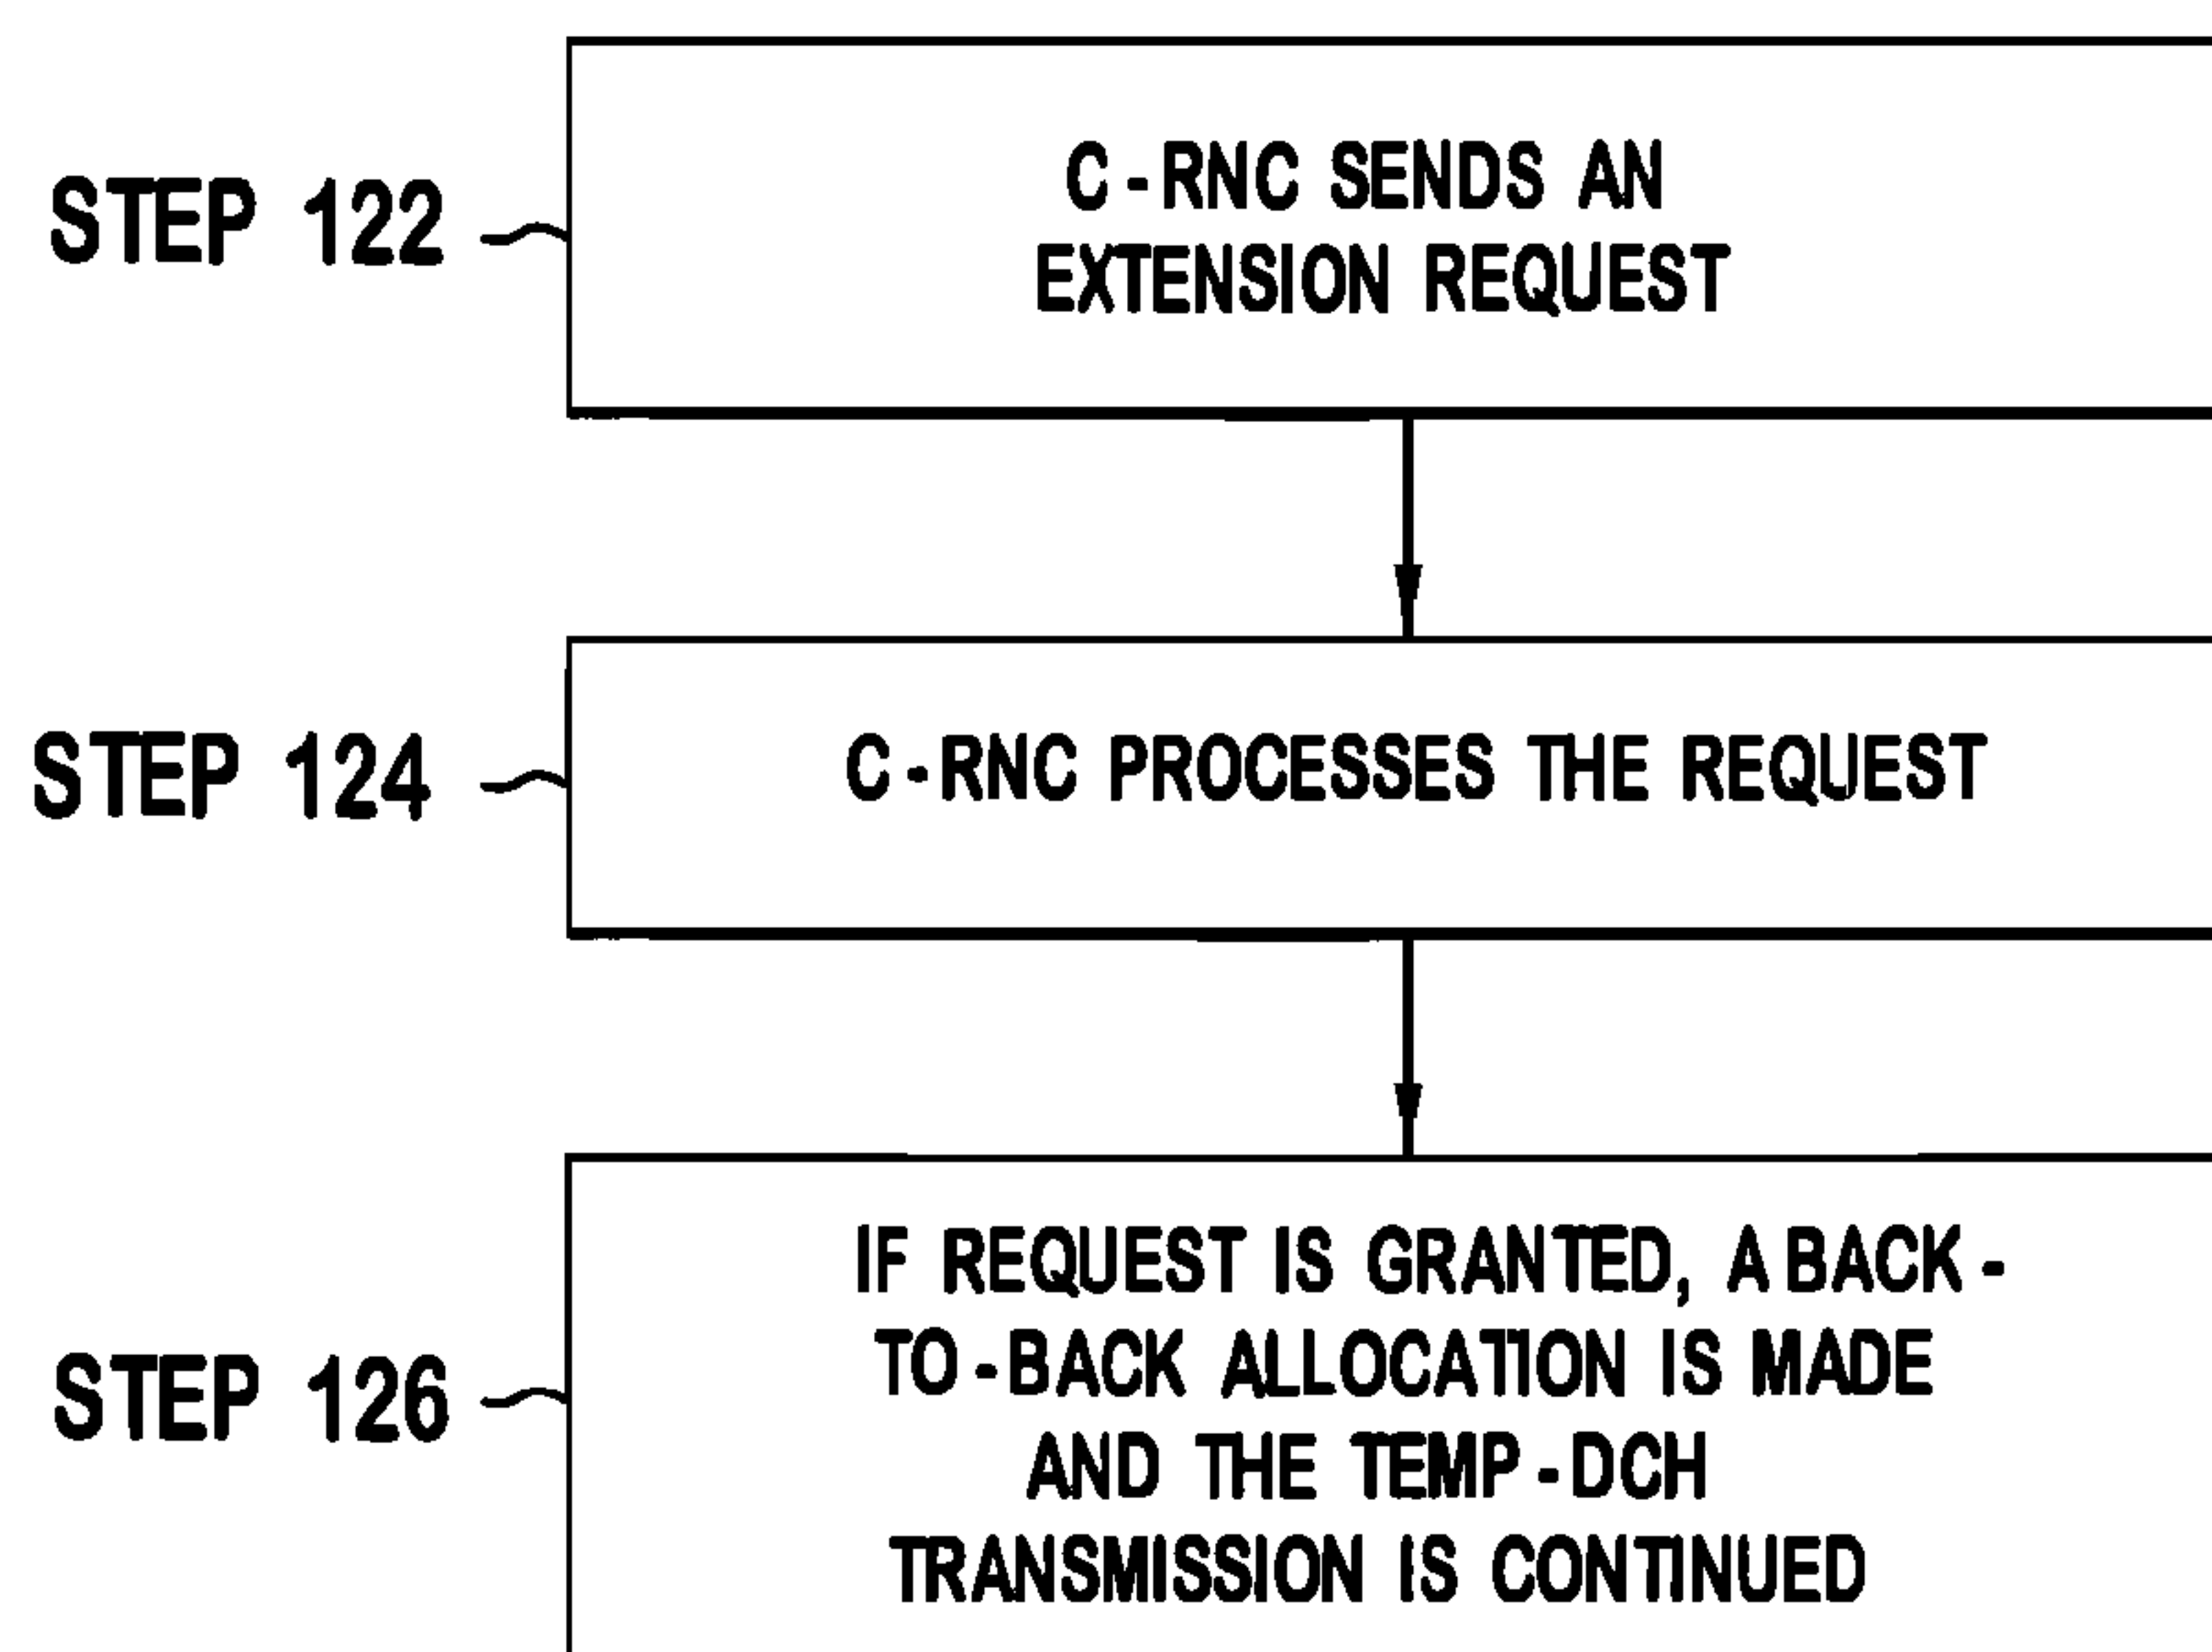 STEP 122
C-RNC SENDS AN
EXTENSION REQUEST
STEP 124
C-RNC PROCESSES THE REQUEST
STEP 126
IF REQUEST IS GRANTED, A BACK-
TO-BACK ALLOCATION IS MADE
AND THE TEMP-DCH
TRANSMISSION IS CONTINUED